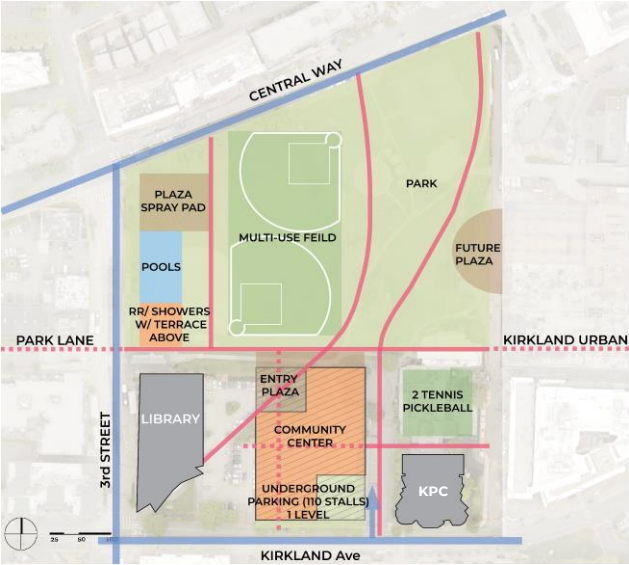 CENTRAL WAY
PLAZA
SPRAY PAD
PARK
MULTI-USE FEILD
FUTURE
PLAZA
POOLS
RR/ SHOWERS
W/ TERRACE
ABOVE
PARK LANE
KIRKLAND URBAN
ENTRY
PLAZA
LIBRARY
2 TENNIS
PICKLEBALL
3rd STREET
COMMUNITY
CENTER
UNDERGROUND
PARKING (110 STALLS)
1 LEVEL
KPC
25 50
KIRKLAND Ave